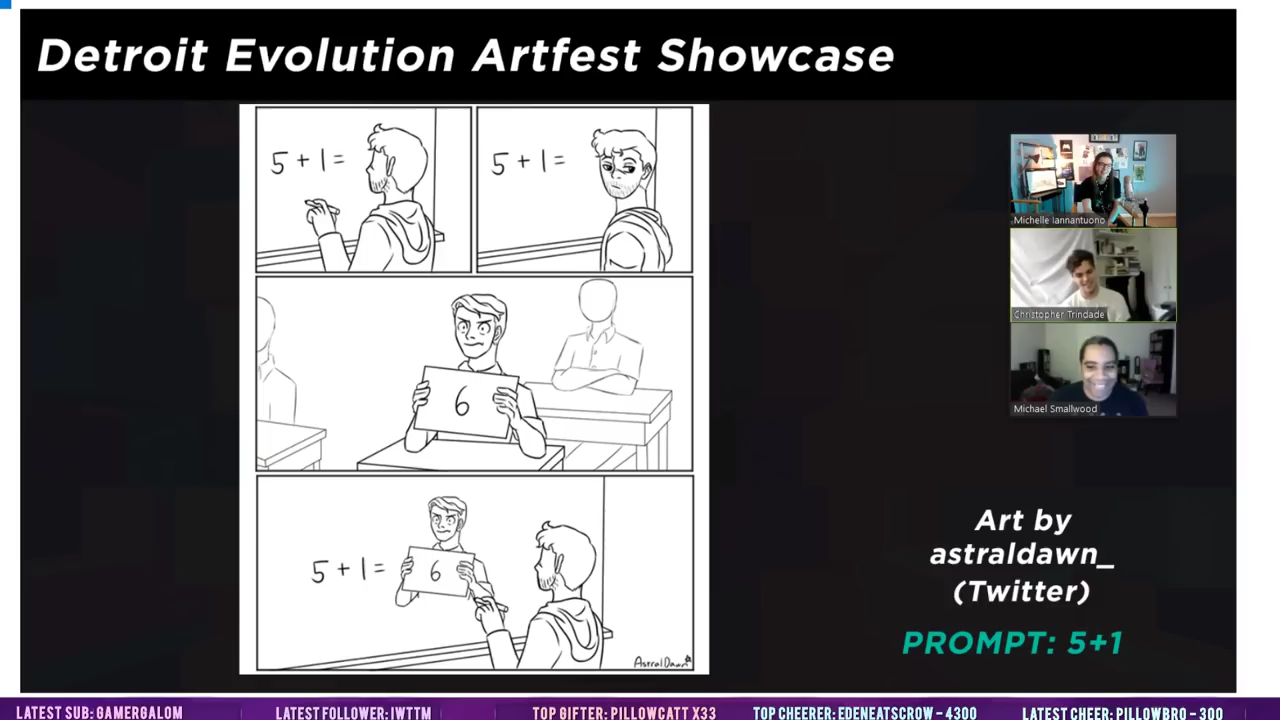 Detroit Evolution Artfest Showcase
5 + 1 =
5 + 1 =
6
5 + 1 =
6
AstralDawn
Michelle Iannantuono
Christopher Trindade
Michael Smallwood
Art by
astraldawn_
(Twitter)
PROMPT: 5+1
LATEST SUB: GAMERGALOM
LATEST FOLLOWER: IWTTM
TOP GIFTER: PILLOWCATT X33
TOP CHEERER: EDENEATSCROW - 4300
LATEST CHEER: PILLOWBRO - 300